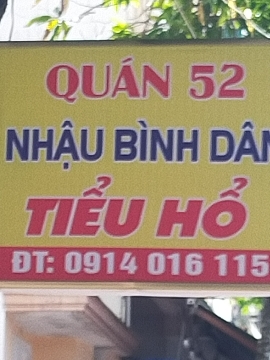 QUÁN 52
NHẬU BÌNH DÂN
TIỂU HỔ
ĐT: 0914 016 115